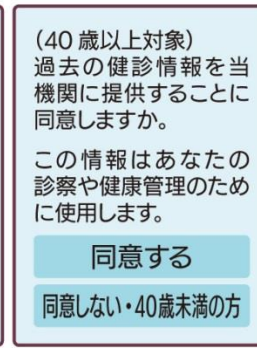 （40 歳以上対象）
過去の健診情報を当
機関に提供することに
同意しますか。
この情報はあなたの
診察や健康管理のため
に使用します。
同意する
同意しない・40歳未満の方